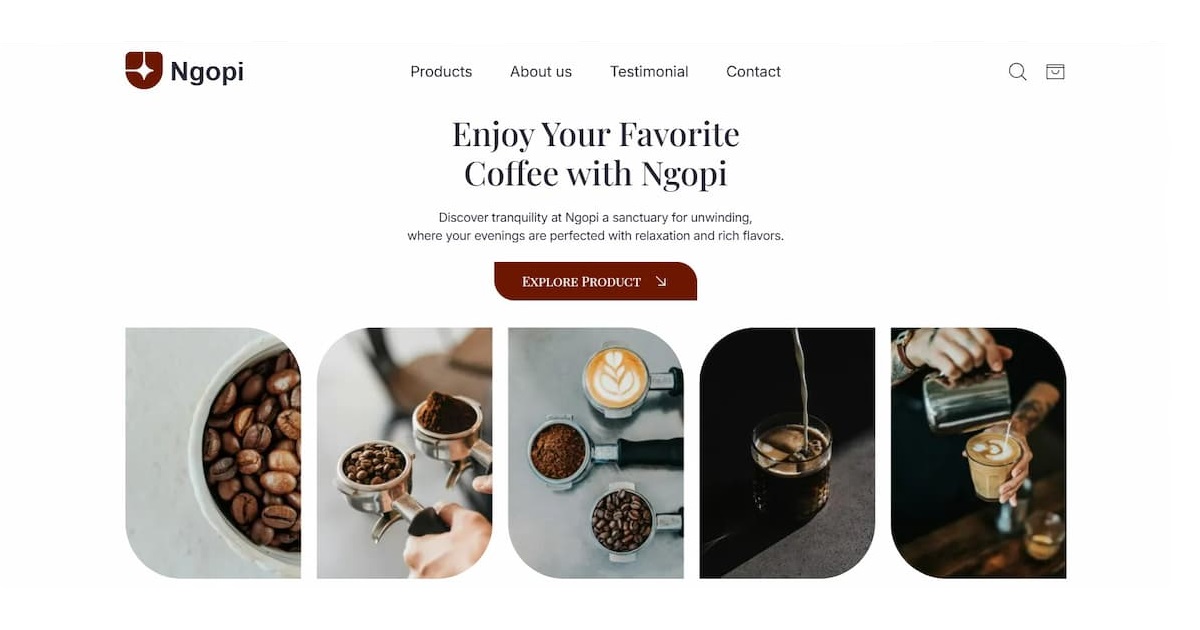 Ngopi
Products
About us
Testimonial
Contact
Enjoy Your Favorite
Coffee with Ngopi
Discover tranquility at Ngopi a sanctuary for unwinding,
where your evenings are perfected with relaxation and rich flavors.
Explore Product